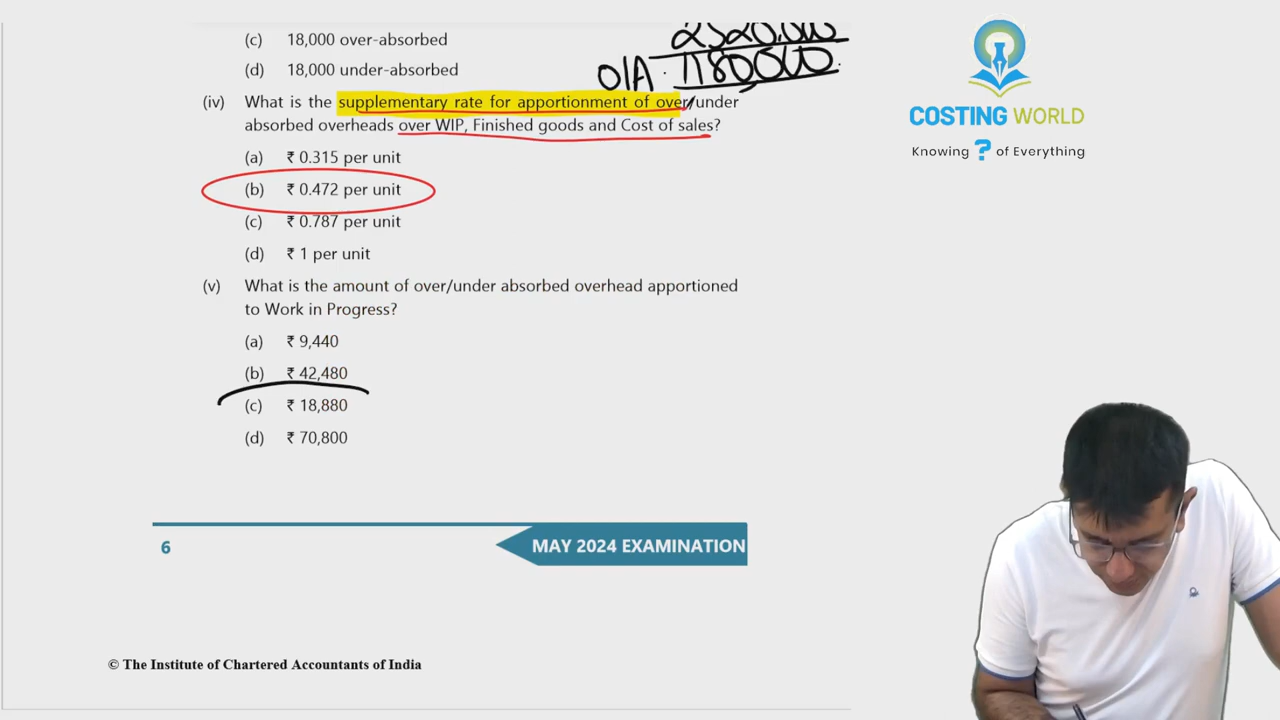 (c) 18,000 over-absorbed
(d) 18,000 under-absorbed
O/A
(iv) What is the supplementary rate for apportionment of over/under
absorbed overheads over WIP, Finished goods and Cost of sales?
(a) ₹ 0.315 per unit
(b) ₹ 0.472 per unit
(c) ₹ 0.787 per unit
(d) ₹ 1 per unit
(v) What is the amount of over/under absorbed overhead apportioned
to Work in Progress?
(a) ₹ 9,440
(b) ₹ 42,480
(c) ₹ 18,880
(d) ₹ 70,800
6
MAY 2024 EXAMINATION
© The Institute of Chartered Accountants of India
COSTING WORLD
Knowing ? of Everything